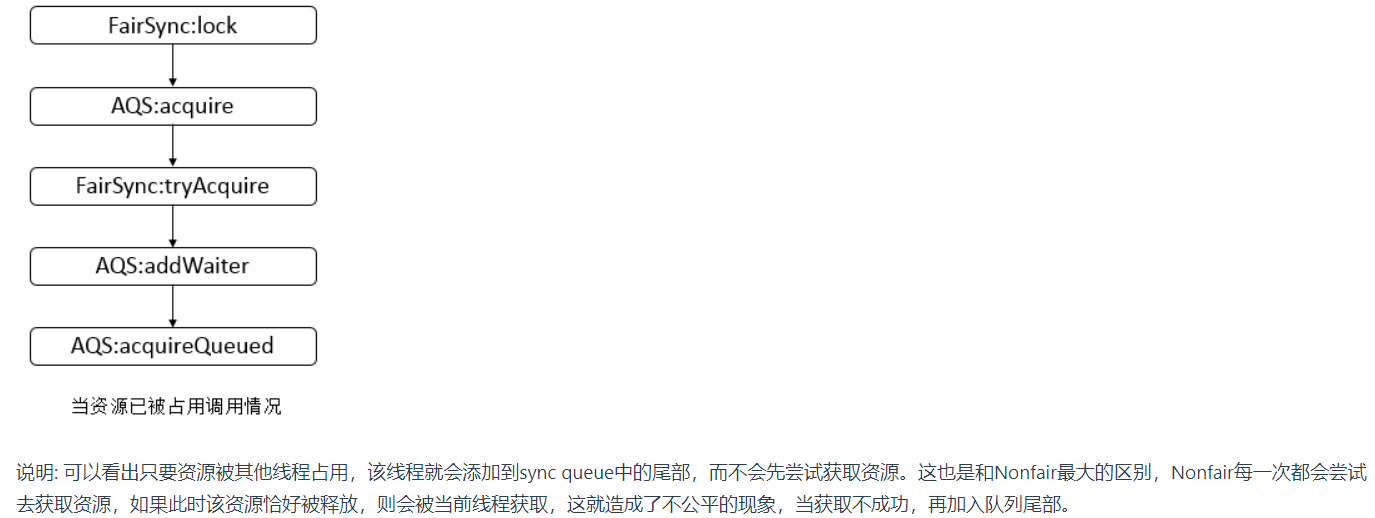 FairSync:lock
AQS:acquire
FairSync:tryAcquire
AQS:addWaiter
AQS:acquireQueued
当资源已被占用调用情况
说明: 可以看出只要资源被其他线程占用，该线程就会添加到sync queue中的尾部，而不会先尝试获取资源。这也是和Nonfair最大的区别，Nonfair每一次都会尝试
去获取资源，如果此时该资源恰好被释放，则会被当前线程获取，这就造成了不公平的现象，当获取不成功，再加入队列尾部。